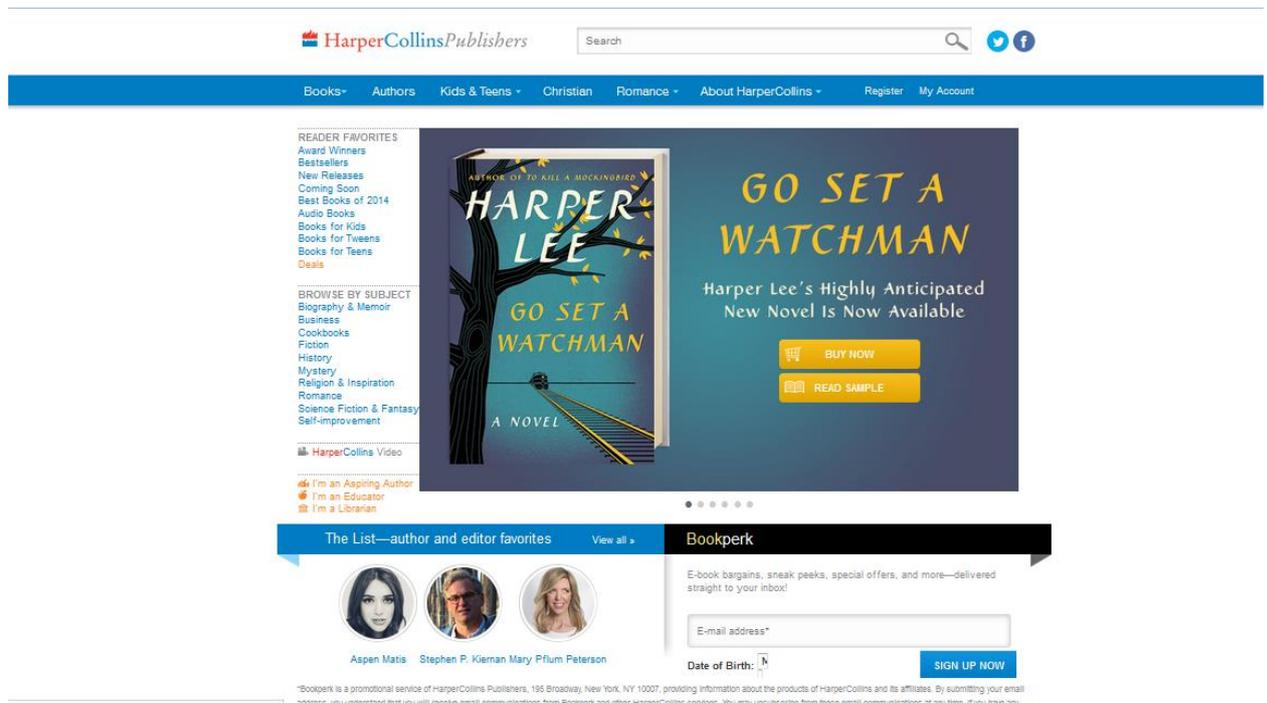 HarperCollinsPublishers
Search
Books Authors Kids & Teens Christian Romance About HarperCollins Register My Account
READER FAVORITES
Award Winners
Bestsellers
New Releases
Coming Soon
Best Books of 2014
Audio Books
Books for Kids
Books for Tweens
Books for Teens
Deals
BROWSE BY SUBJECT
Biography & Memoir
Business
Cookbooks
Fiction
History
Mystery
Religion & Inspiration
Romance
Science Fiction & Fantasy
Self-improvement
HarperCollins Video
I'm an Aspiring Author
I'm an Educator
I'm a Librarian
AUTHOR OF TO KILL A MOCKINGBIRD
HARPER
LEE
GO SET A
WATCHMAN
A NOVEL
GO SET A
WATCHMAN
Harper Lee's Highly Anticipated
New Novel Is Now Available
BUY NOW
READ SAMPLE
The List—author and editor favorites View all »
Aspen Matis Stephen P. Kiernan Mary Pflum Peterson
Bookperk
E-book bargains, sneak peeks, special offers, and more—delivered
straight to your inbox!
E-mail address*
Date of Birth:
SIGN UP NOW
*Bookperk is a promotional service of HarperCollins Publishers, 195 Broadway, New York, NY 10007, providing information about the products of HarperCollins and its affiliates. By submitting your email